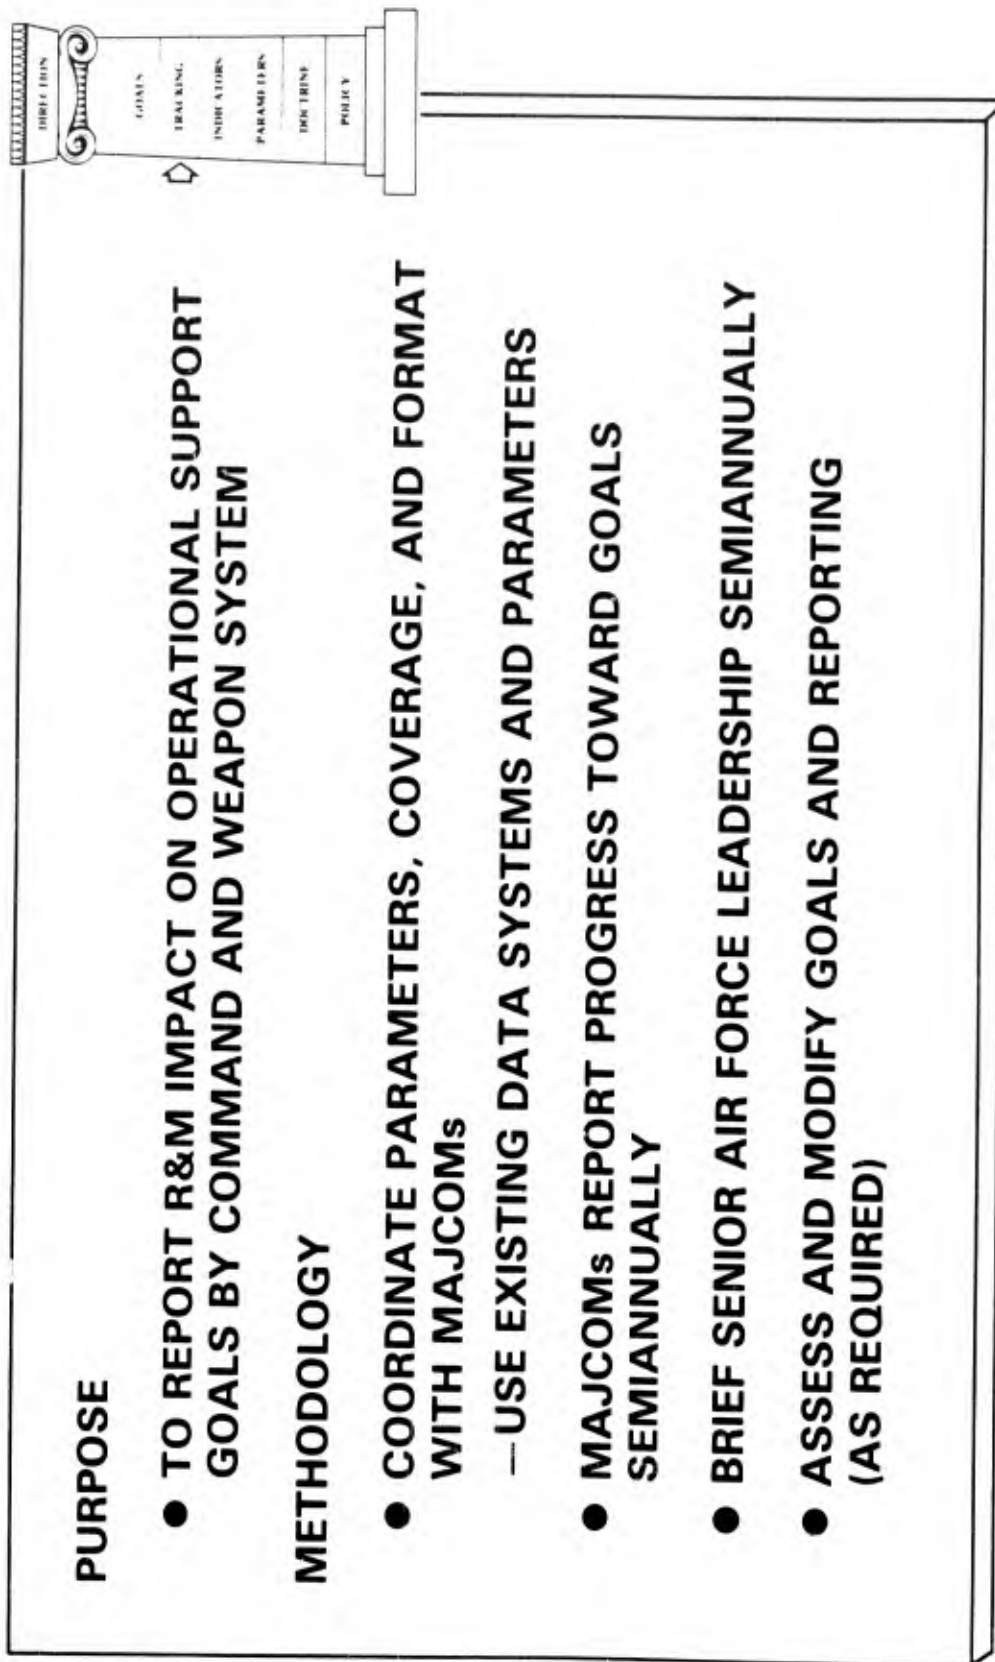 DIRECTION
GOALS
TRACKING
INDICATORS
PARAMETERS
DOCTRINE
POLICY
PURPOSE
● TO REPORT R&M IMPACT ON OPERATIONAL SUPPORT
GOALS BY COMMAND AND WEAPON SYSTEM
METHODOLOGY
● COORDINATE PARAMETERS, COVERAGE, AND FORMAT
WITH MAJCOMs
—USE EXISTING DATA SYSTEMS AND PARAMETERS
● MAJCOMs REPORT PROGRESS TOWARD GOALS
SEMIANNUALLY
● BRIEF SENIOR AIR FORCE LEADERSHIP SEMIANNUALLY
● ASSESS AND MODIFY GOALS AND REPORTING
(AS REQUIRED)